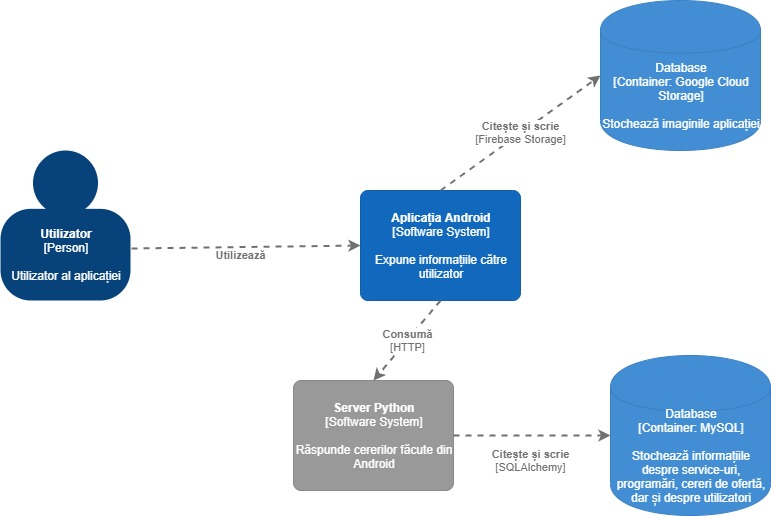 Database
[Container: Google Cloud
Storage]
Stochează imaginile aplicației
Citește și scrie
[Firebase Storage]
Utilizator
[Person]
Utilizator al aplicației
Utilizează
Aplicația Android
[Software System]
Expune informațiile către
utilizator
Consumă
[HTTP]
Server Python
[Software System]
Răspunde cererilor făcute din
Android
Citește și scrie
[SQLAlchemy]
Database
[Container: MySQL]
Stochează informațiile
despre service-uri,
programări, cereri de ofertă,
dar și despre utilizatori